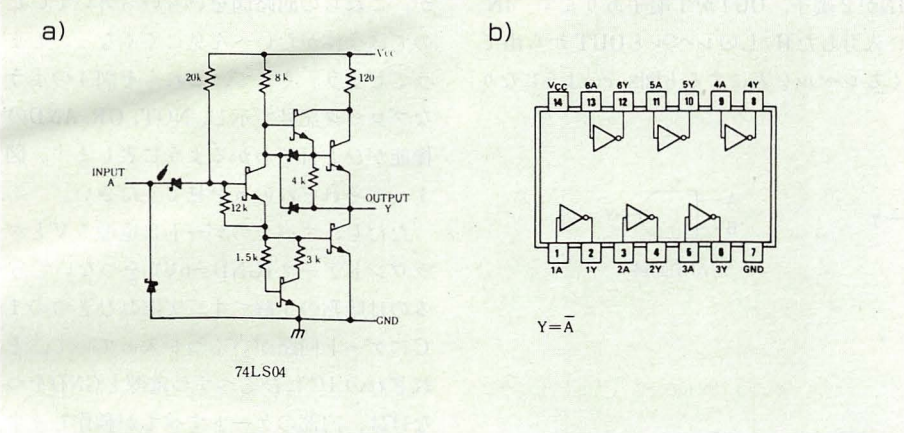 a)
Vcc
20k
8k
120
INPUT
A
4k
12k
OUTPUT
Y
1.5k
3k
GND
74LS04
b)
VCC 6A 6Y 5A 5Y 4A 4Y
14 13 12 11 10 9 8
1 2 3 4 5 6 7
1A 1Y 2A 2Y 3A 3Y GND
Y=A̅